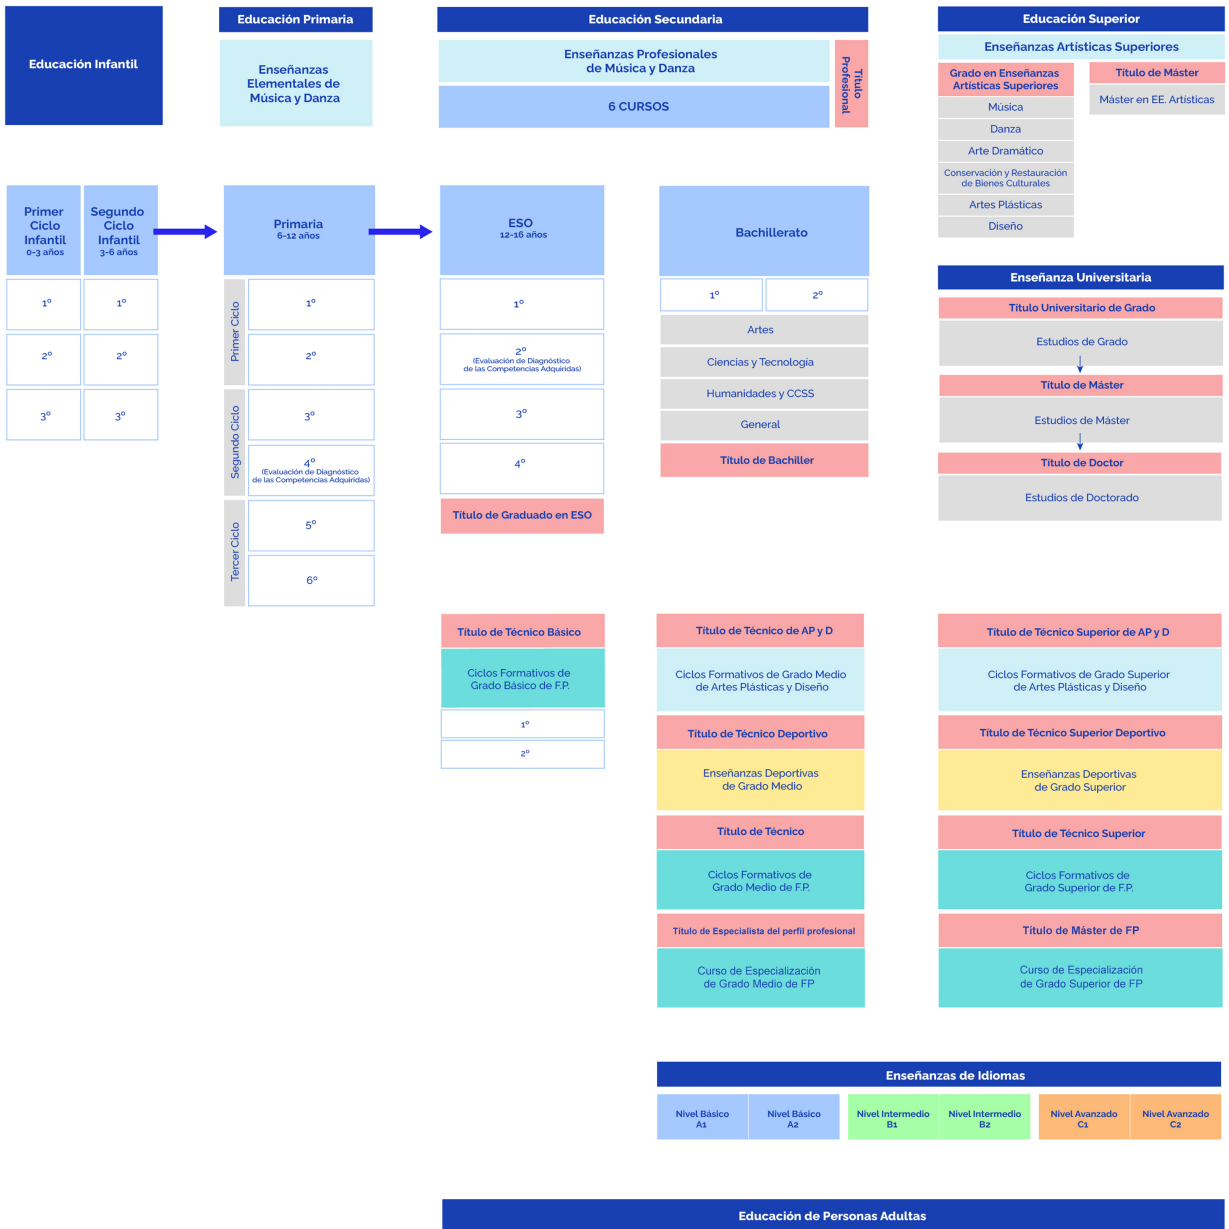 Educación Infantil
Educación Primaria
Enseñanzas
Elementales de
Música y Danza
Educación Secundaria
Enseñanzas Profesionales
de Música y Danza
6 CURSOS
Título
Profesional
Educación Superior
Enseñanzas Artísticas Superiores
Grado en Enseñanzas
Artísticas Superiores
Música
Danza
Arte Dramático
Conservación y Restauración
de Bienes Culturales
Artes Plásticas
Diseño
Título de Máster
Máster en EE. Artísticas
Primer
Ciclo
Infantil
0-3 años
1º
2º
3º
Segundo
Ciclo
Infantil
3-6 años
1º
2º
3º
Primaria
6-12 años
Primer Ciclo
1º
2º
Segundo Ciclo
3º
4º
(Evaluación de Diagnóstico
de las Competencias Adquiridas)
Tercer Ciclo
5º
6º
ESO
12-16 años
1º
2º
(Evaluación de Diagnóstico
de las Competencias Adquiridas)
3º
4º
Título de Graduado en ESO
Bachillerato
1º
2º
Artes
Ciencias y Tecnología
Humanidades y CCSS
General
Título de Bachiller
Enseñanza Universitaria
Título Universitario de Grado
Estudios de Grado
Título de Máster
Estudios de Máster
Título de Doctor
Estudios de Doctorado
Título de Técnico Básico
Ciclos Formativos de
Grado Básico de F.P.
1º
2º
Título de Técnico de AP y D
Ciclos Formativos de Grado Medio
de Artes Plásticas y Diseño
Título de Técnico Deportivo
Enseñanzas Deportivas
de Grado Medio
Título de Técnico
Ciclos Formativos de
Grado Medio de F.P.
Título de Especialista del perfil profesional
Curso de Especialización
de Grado Medio de FP
Título de Técnico Superior de AP y D
Ciclos Formativos de Grado Superior
de Artes Plásticas y Diseño
Título de Técnico Superior Deportivo
Enseñanzas Deportivas
de Grado Superior
Título de Técnico Superior
Ciclos Formativos de
Grado Superior de F.P.
Título de Máster de FP
Curso de Especialización
de Grado Superior de FP
Enseñanzas de Idiomas
Nivel Básico
A1
Nivel Básico
A2
Nivel Intermedio
B1
Nivel Intermedio
B2
Nivel Avanzado
C1
Nivel Avanzado
C2
Educación de Personas Adultas